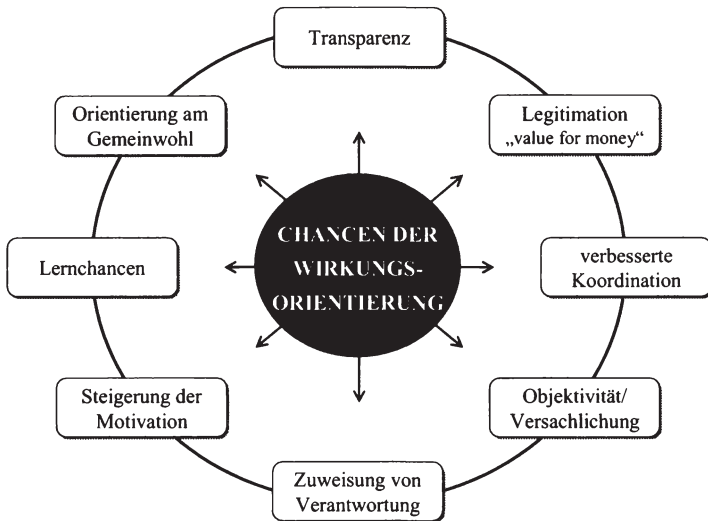 Transparenz
Orientierung am
Gemeinwohl
Legitimation
„value for money“
CHANCEN DER
WIRKUNGS-
ORIENTIERUNG
Lernchancen
verbesserte
Koordination
Steigerung der
Motivation
Objektivität/
Versachlichung
Zuweisung von
Verantwortung